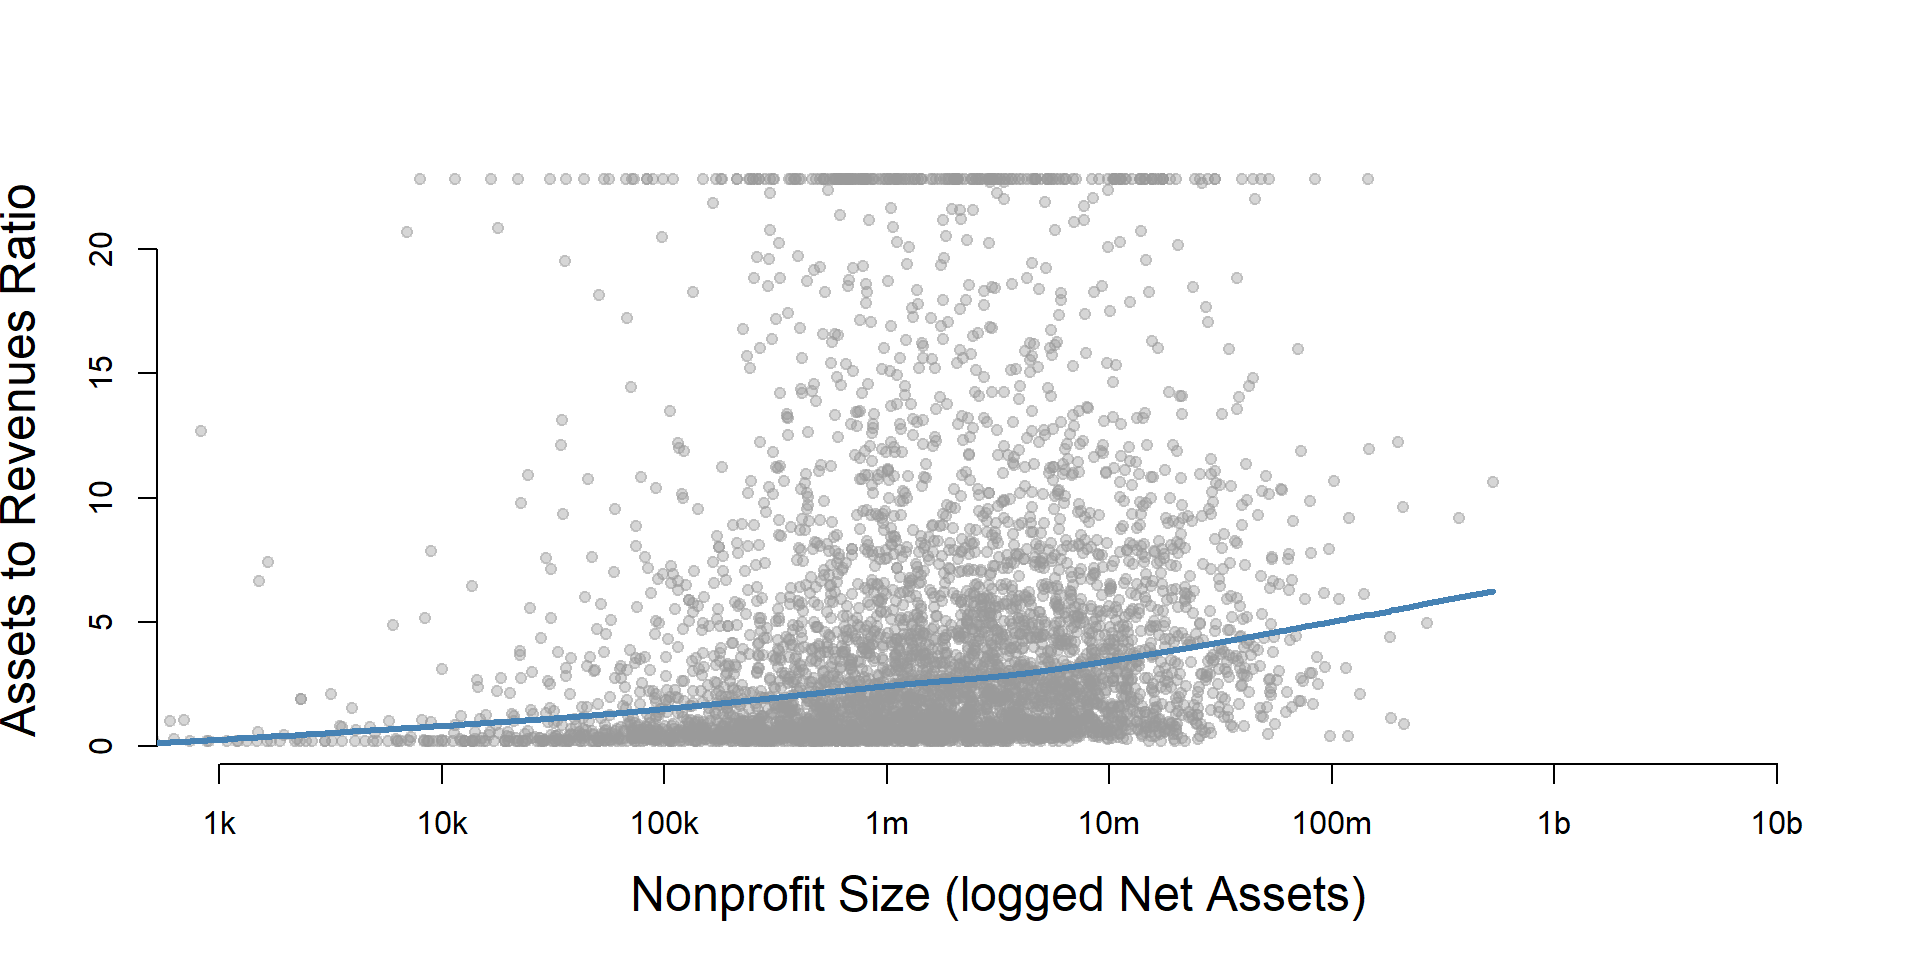 Assets to Revenues Ratio
20
15
10
5
0
1k 10k 100k 1m 10m 100m 1b 10b
Nonprofit Size (logged Net Assets)